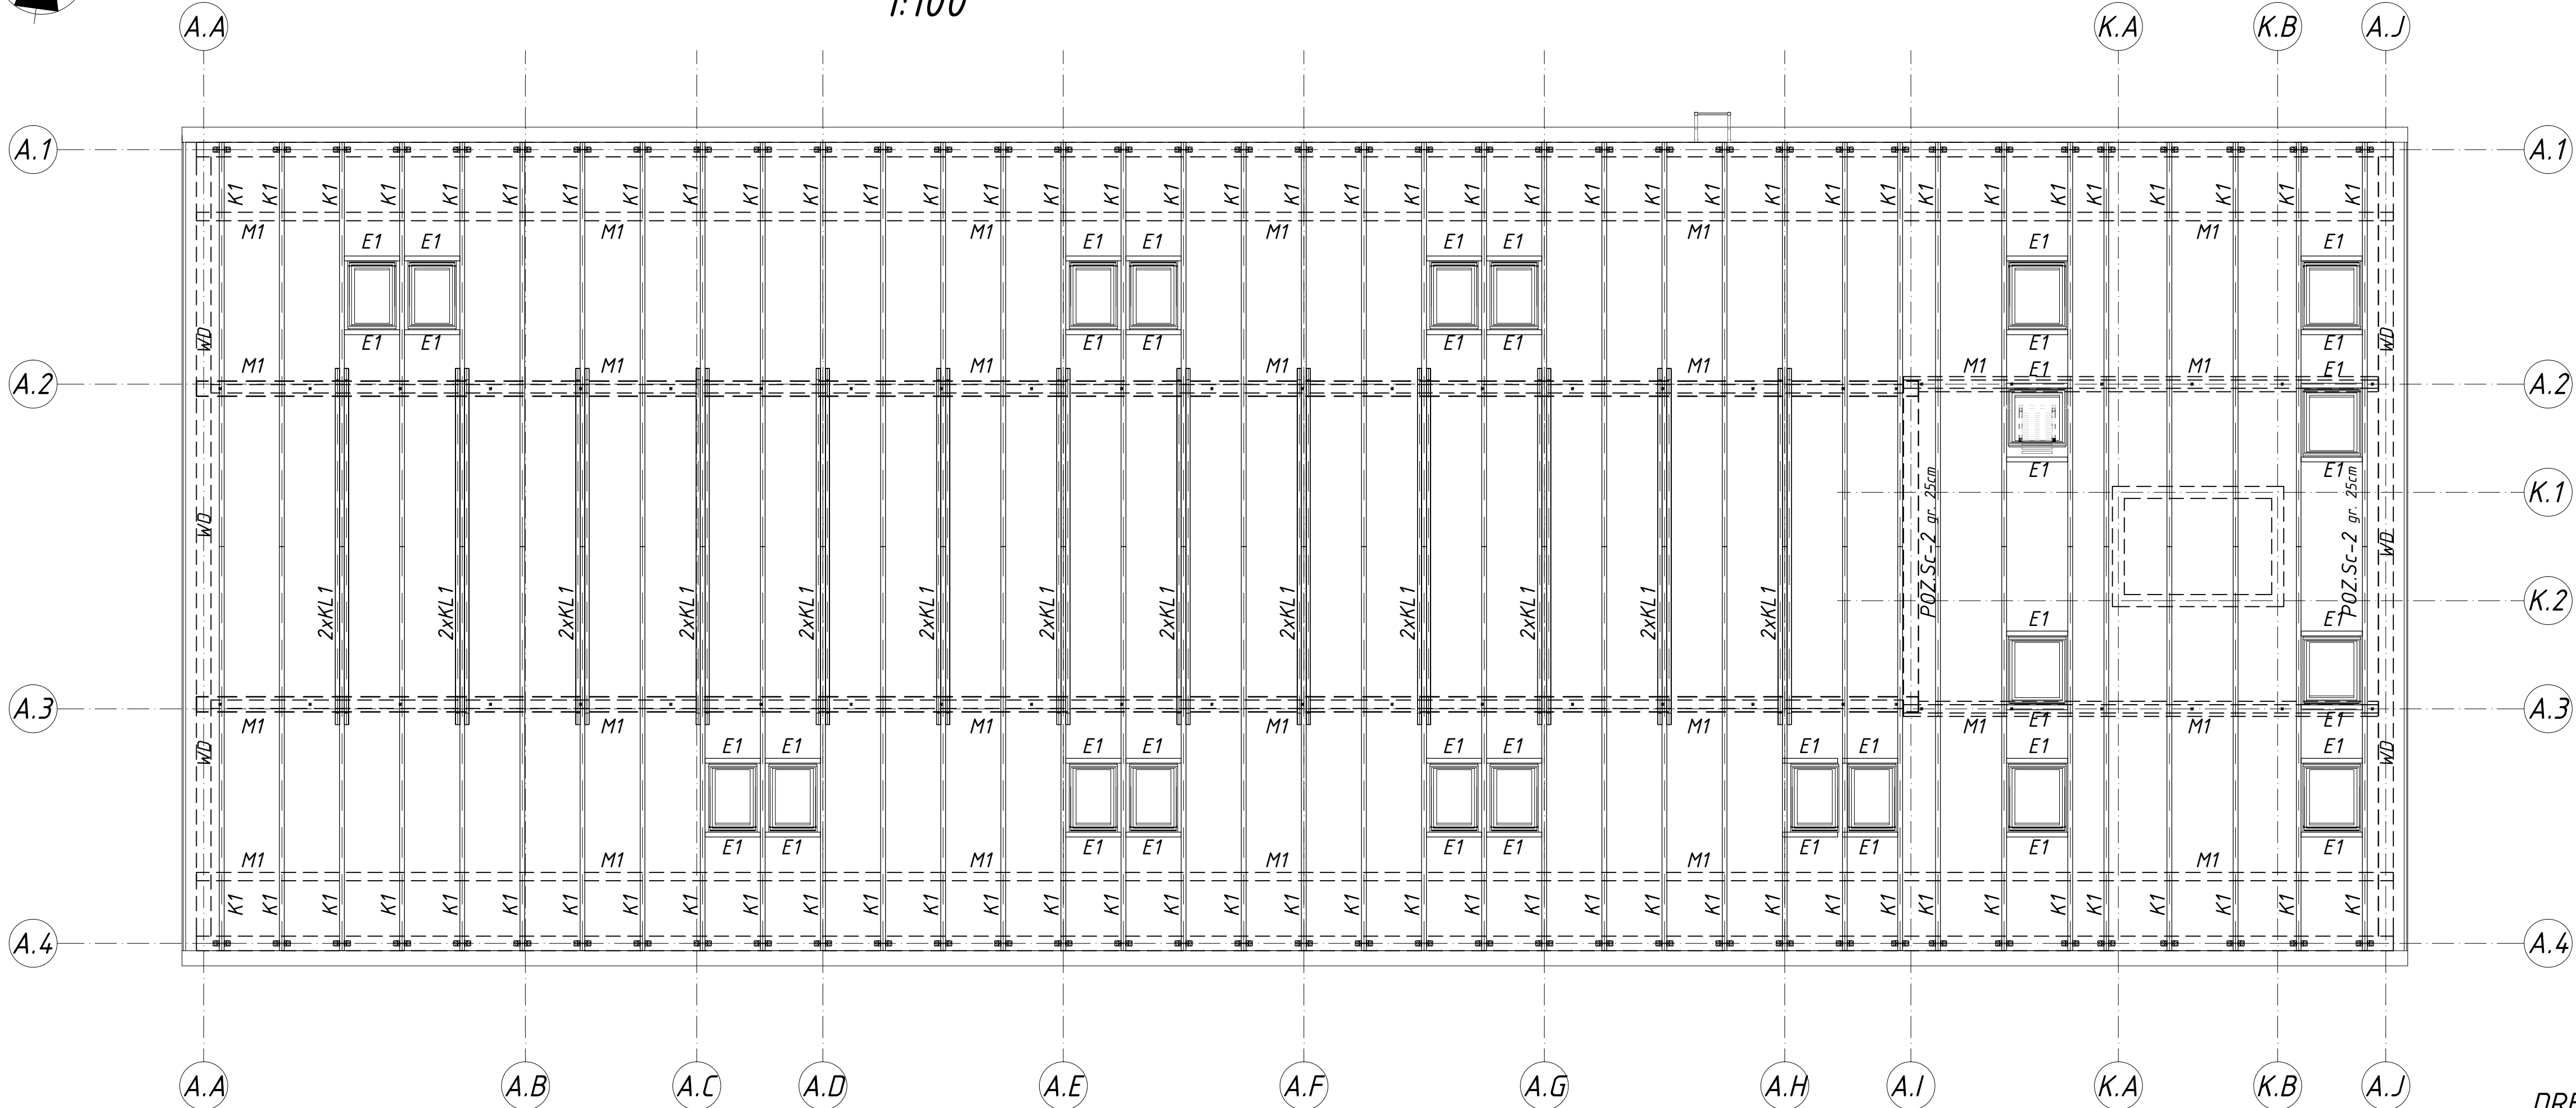 1:100
A.A K.A K.B A.J
A.1 A.1
K1 K1 K1 K1 K1 K1 K1 K1 K1 K1 K1 K1 K1 K1 K1 K1 K1 K1 K1 K1 K1 K1 K1 K1 K1 K1 K1 K1 K1 K1 K1 K1 K1 K1 K1 K1 K1
M1 M1 M1 M1 M1 M1
E1 E1 E1 E1 E1 E1 E1 E1
WD E1 E1 E1 E1 E1 E1 E1 E1 WD
M1 M1 M1 M1 M1 M1 E1 M1 E1
A.2 A.2
E1 E1
K.1
WD POZ.Sc-2 gr. 25cm POZ.Sc-2 gr. 25cm WD
K.2
2xKL1 2xKL1 2xKL1 2xKL1 2xKL1 2xKL1 2xKL1 2xKL1 2xKL1 2xKL1 2xKL1 2xKL1 2xKL1
E1 E1
A.3 A.3
M1 M1 M1 M1 M1 M1 E1 M1 E1
WD E1 E1 E1 E1 E1 E1 E1 E1 E1 E1 WD
E1 E1 E1 E1 E1 E1 E1 E1 E1 E1
M1 M1 M1 M1 M1 M1
K1 K1 K1 K1 K1 K1 K1 K1 K1 K1 K1 K1 K1 K1 K1 K1 K1 K1 K1 K1 K1 K1 K1 K1 K1 K1 K1 K1 K1 K1 K1 K1 K1 K1 K1 K1 K1
A.4 A.4
A.A A.B A.C A.D A.E A.F A.G A.H A.I K.A K.B A.J